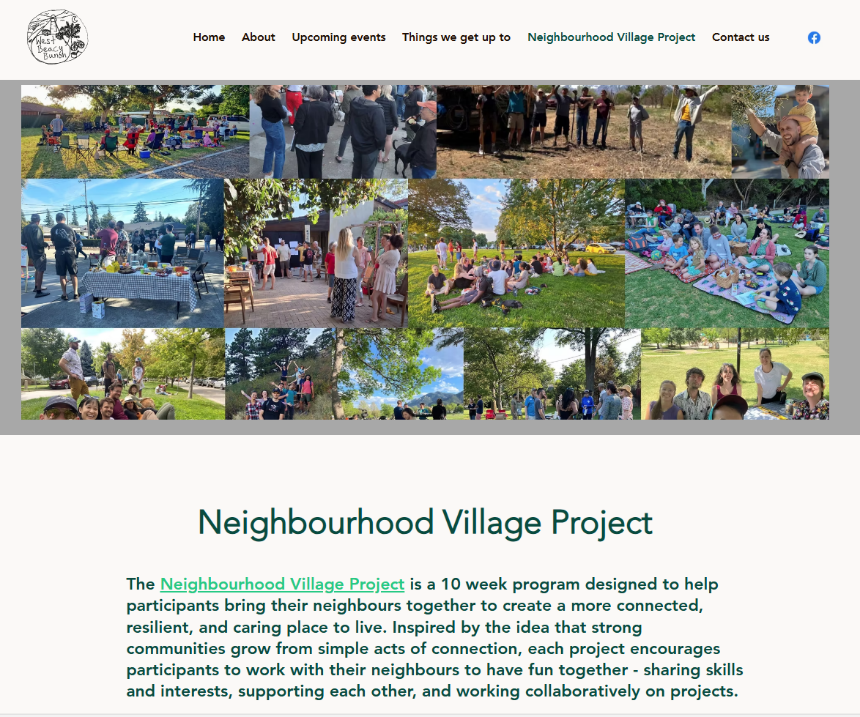 West
Beacy
Bunch
Home About Upcoming events Things we get up to Neighbourhood Village Project Contact us
Neighbourhood Village Project
The Neighbourhood Village Project is a 10 week program designed to help
participants bring their neighbours together to create a more connected,
resilient, and caring place to live. Inspired by the idea that strong
communities grow from simple acts of connection, each project encourages
participants to work with their neighbours to have fun together - sharing skills
and interests, supporting each other, and working collaboratively on projects.